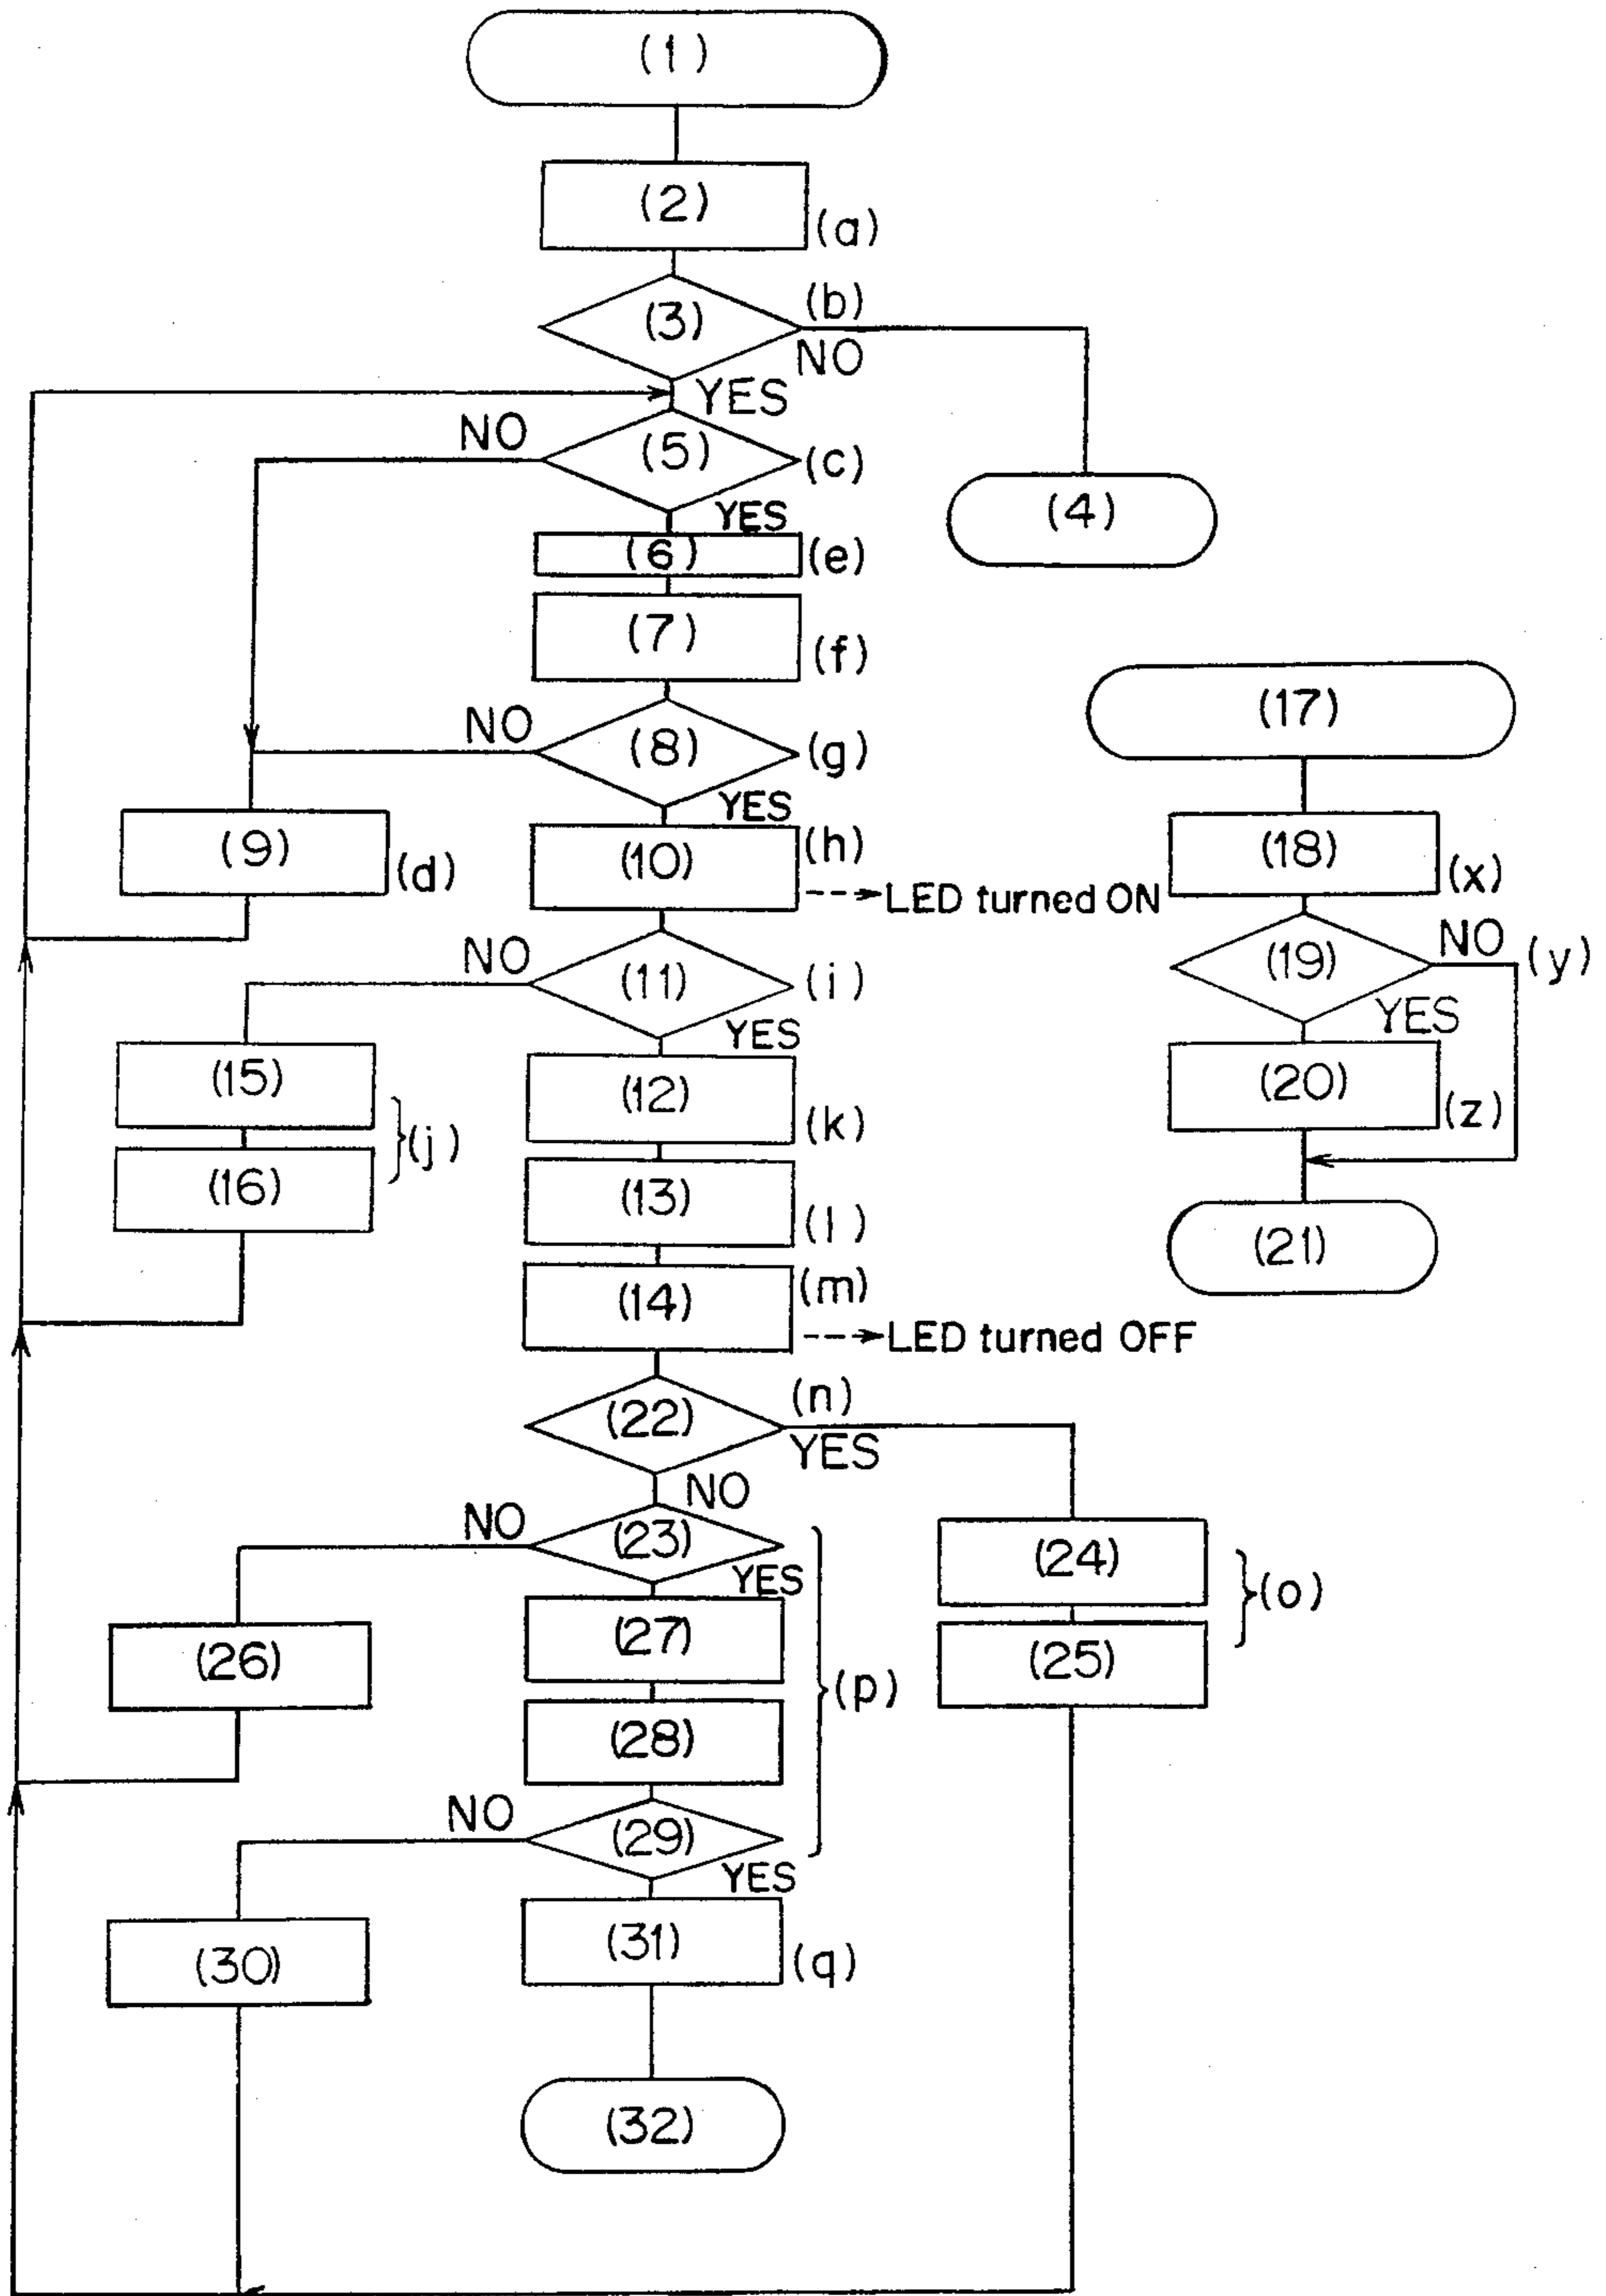 (1)
(2)
(a)
(3)
(b)
NO
YES
NO
(5)
(c)
(4)
YES
(6)
(e)
(7)
(f)
NO
(8)
(g)
YES
(9)
(d)
(10)
(h)
LED turned ON
NO
(11)
(i)
YES
(15)
(12)
(k)
(j)
(16)
(13)
(l)
(14)
(m)
LED turned OFF
(17)
(18)
(x)
(19)
NO
(y)
YES
(20)
(z)
(21)
(22)
(n)
YES
NO
NO
(23)
YES
(24)
(o)
(25)
(26)
(27)
(p)
(28)
NO
(29)
YES
(30)
(31)
(q)
(32)